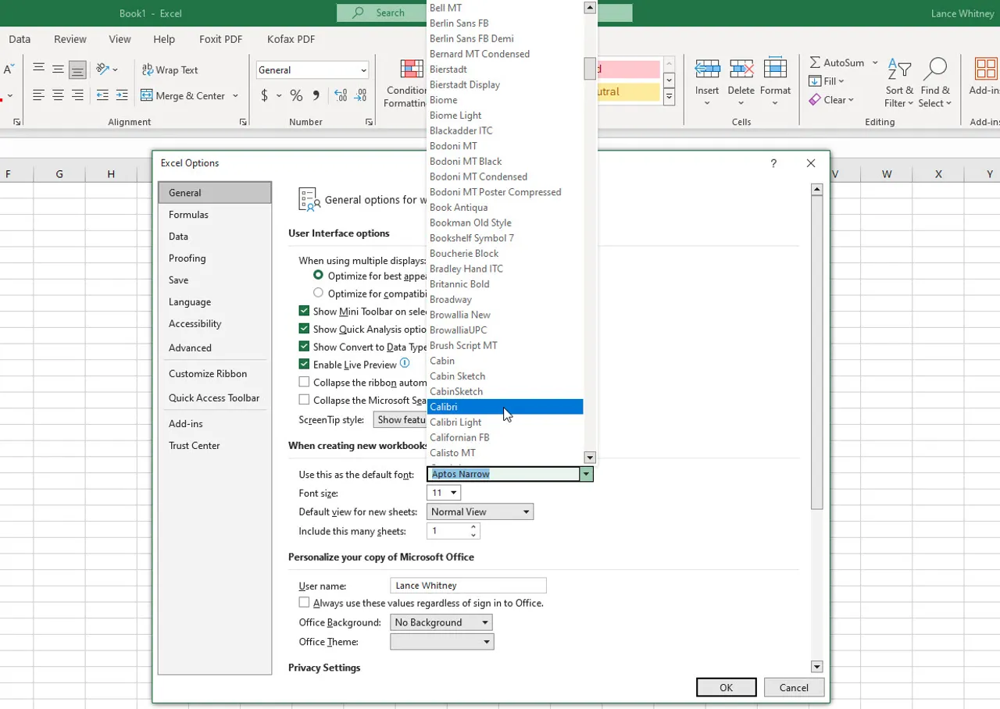 Book1 - Excel
Search
Lance Whitney
Data Review View Help Foxit PDF Kofax PDF
Wrap Text
Merge & Center
Alignment
General
$ % 9 .00
Number
Formatting
AutoSum
Fill
Clear
Insert Delete Format
Sort & Filter
Find & Select
Cells
Editing
Add-ins
F G H V W X Y
Excel Options
?
General
Formulas
Data
Proofing
Save
Language
Accessibility
Advanced
Customize Ribbon
Quick Access Toolbar
Add-ins
Trust Center
General options for w
User Interface options
When using multiple displays:
Optimize for best appea
Optimize for compatibi
Show Mini Toolbar on selec
Show Quick Analysis optio
Show Convert to Data Type
Enable Live Preview
Collapse the ribbon autom
Collapse the Microsoft Sea
ScreenTip style: Show featu
When creating new workbooks
Use this as the default font: Aptos Narrow
Font size: 11
Default view for new sheets: Normal View
Include this many sheets: 1
Personalize your copy of Microsoft Office
User name: Lance Whitney
Always use these values regardless of sign in to Office.
Office Background: No Background
Office Theme:
Privacy Settings
OK Cancel
Bell MT
Berlin Sans FB
Berlin Sans FB Demi
Bernard MT Condensed
Bierstadt
Bierstadt Display
Biome
Biome Light
Blackadder ITC
Bodoni MT
Bodoni MT Black
Bodoni MT Condensed
Bodoni MT Poster Compressed
Book Antiqua
Bookman Old Style
Bookshelf Symbol 7
Boucherie Block
Bradley Hand ITC
Britannic Bold
Broadway
Browallia New
BrowalliaUPC
Brush Script MT
Cabin
Cabin Sketch
CabinSketch
Calibri
Calibri Light
Californian FB
Calisto MT